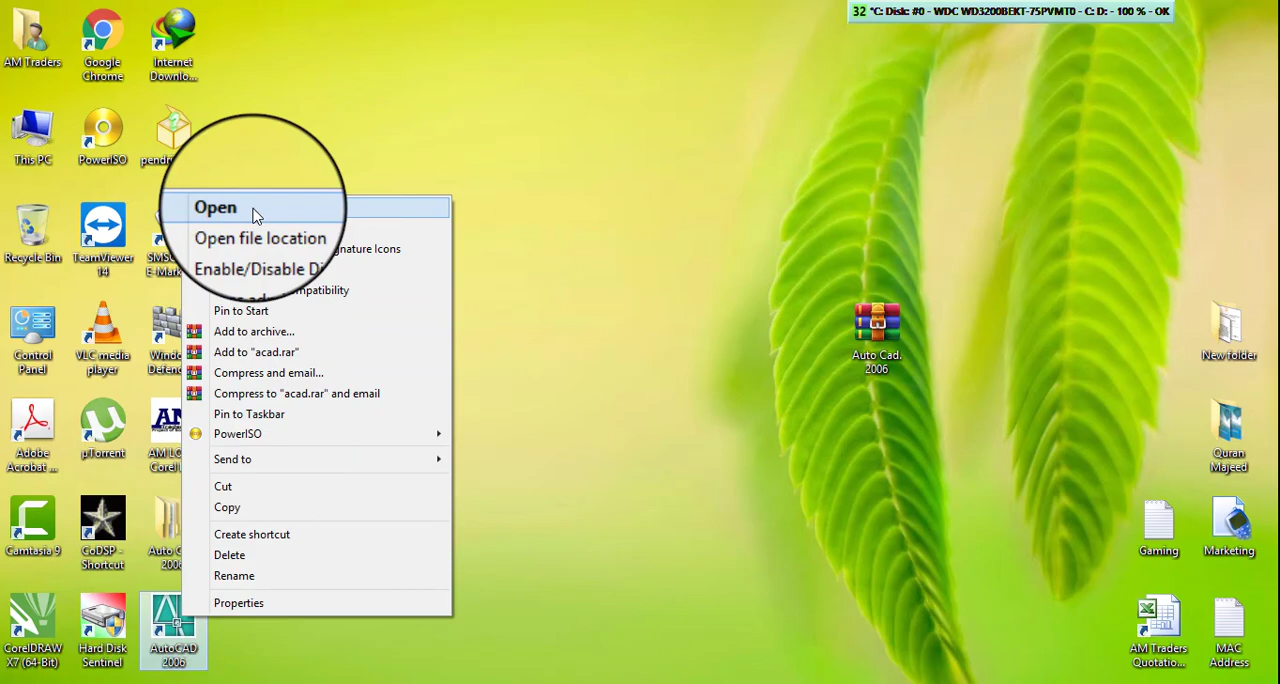 32 °C: Disk: #0 - WDC WD3200BEKT-75PVMT0 - C: D: - 100 % - OK
AM Traders
Google
Chrome
Internet
Downlo...
This PC
PowerISO
Recycle Bin
TeamViewer
14
Control
Panel
VLC media
player
Adobe
Acrobat ...
µTorrent
Camtasia 9
CoDSP -
Shortcut
CorelDRAW
X7 (64-Bit)
Hard Disk
Sentinel
AutoCAD
2006
Open
Open file location
Enable/Disable
gnature Icons
Pin to Start
Add to archive...
Add to "acad.rar"
Compress and email...
Compress to "acad.rar" and email
Pin to Taskbar
PowerISO
Send to
Cut
Copy
Create shortcut
Delete
Rename
Properties
Auto Cad.
2006
New folder
Quran
Majeed
Gaming
Marketing
AM Traders
Quotatio...
MAC
Address